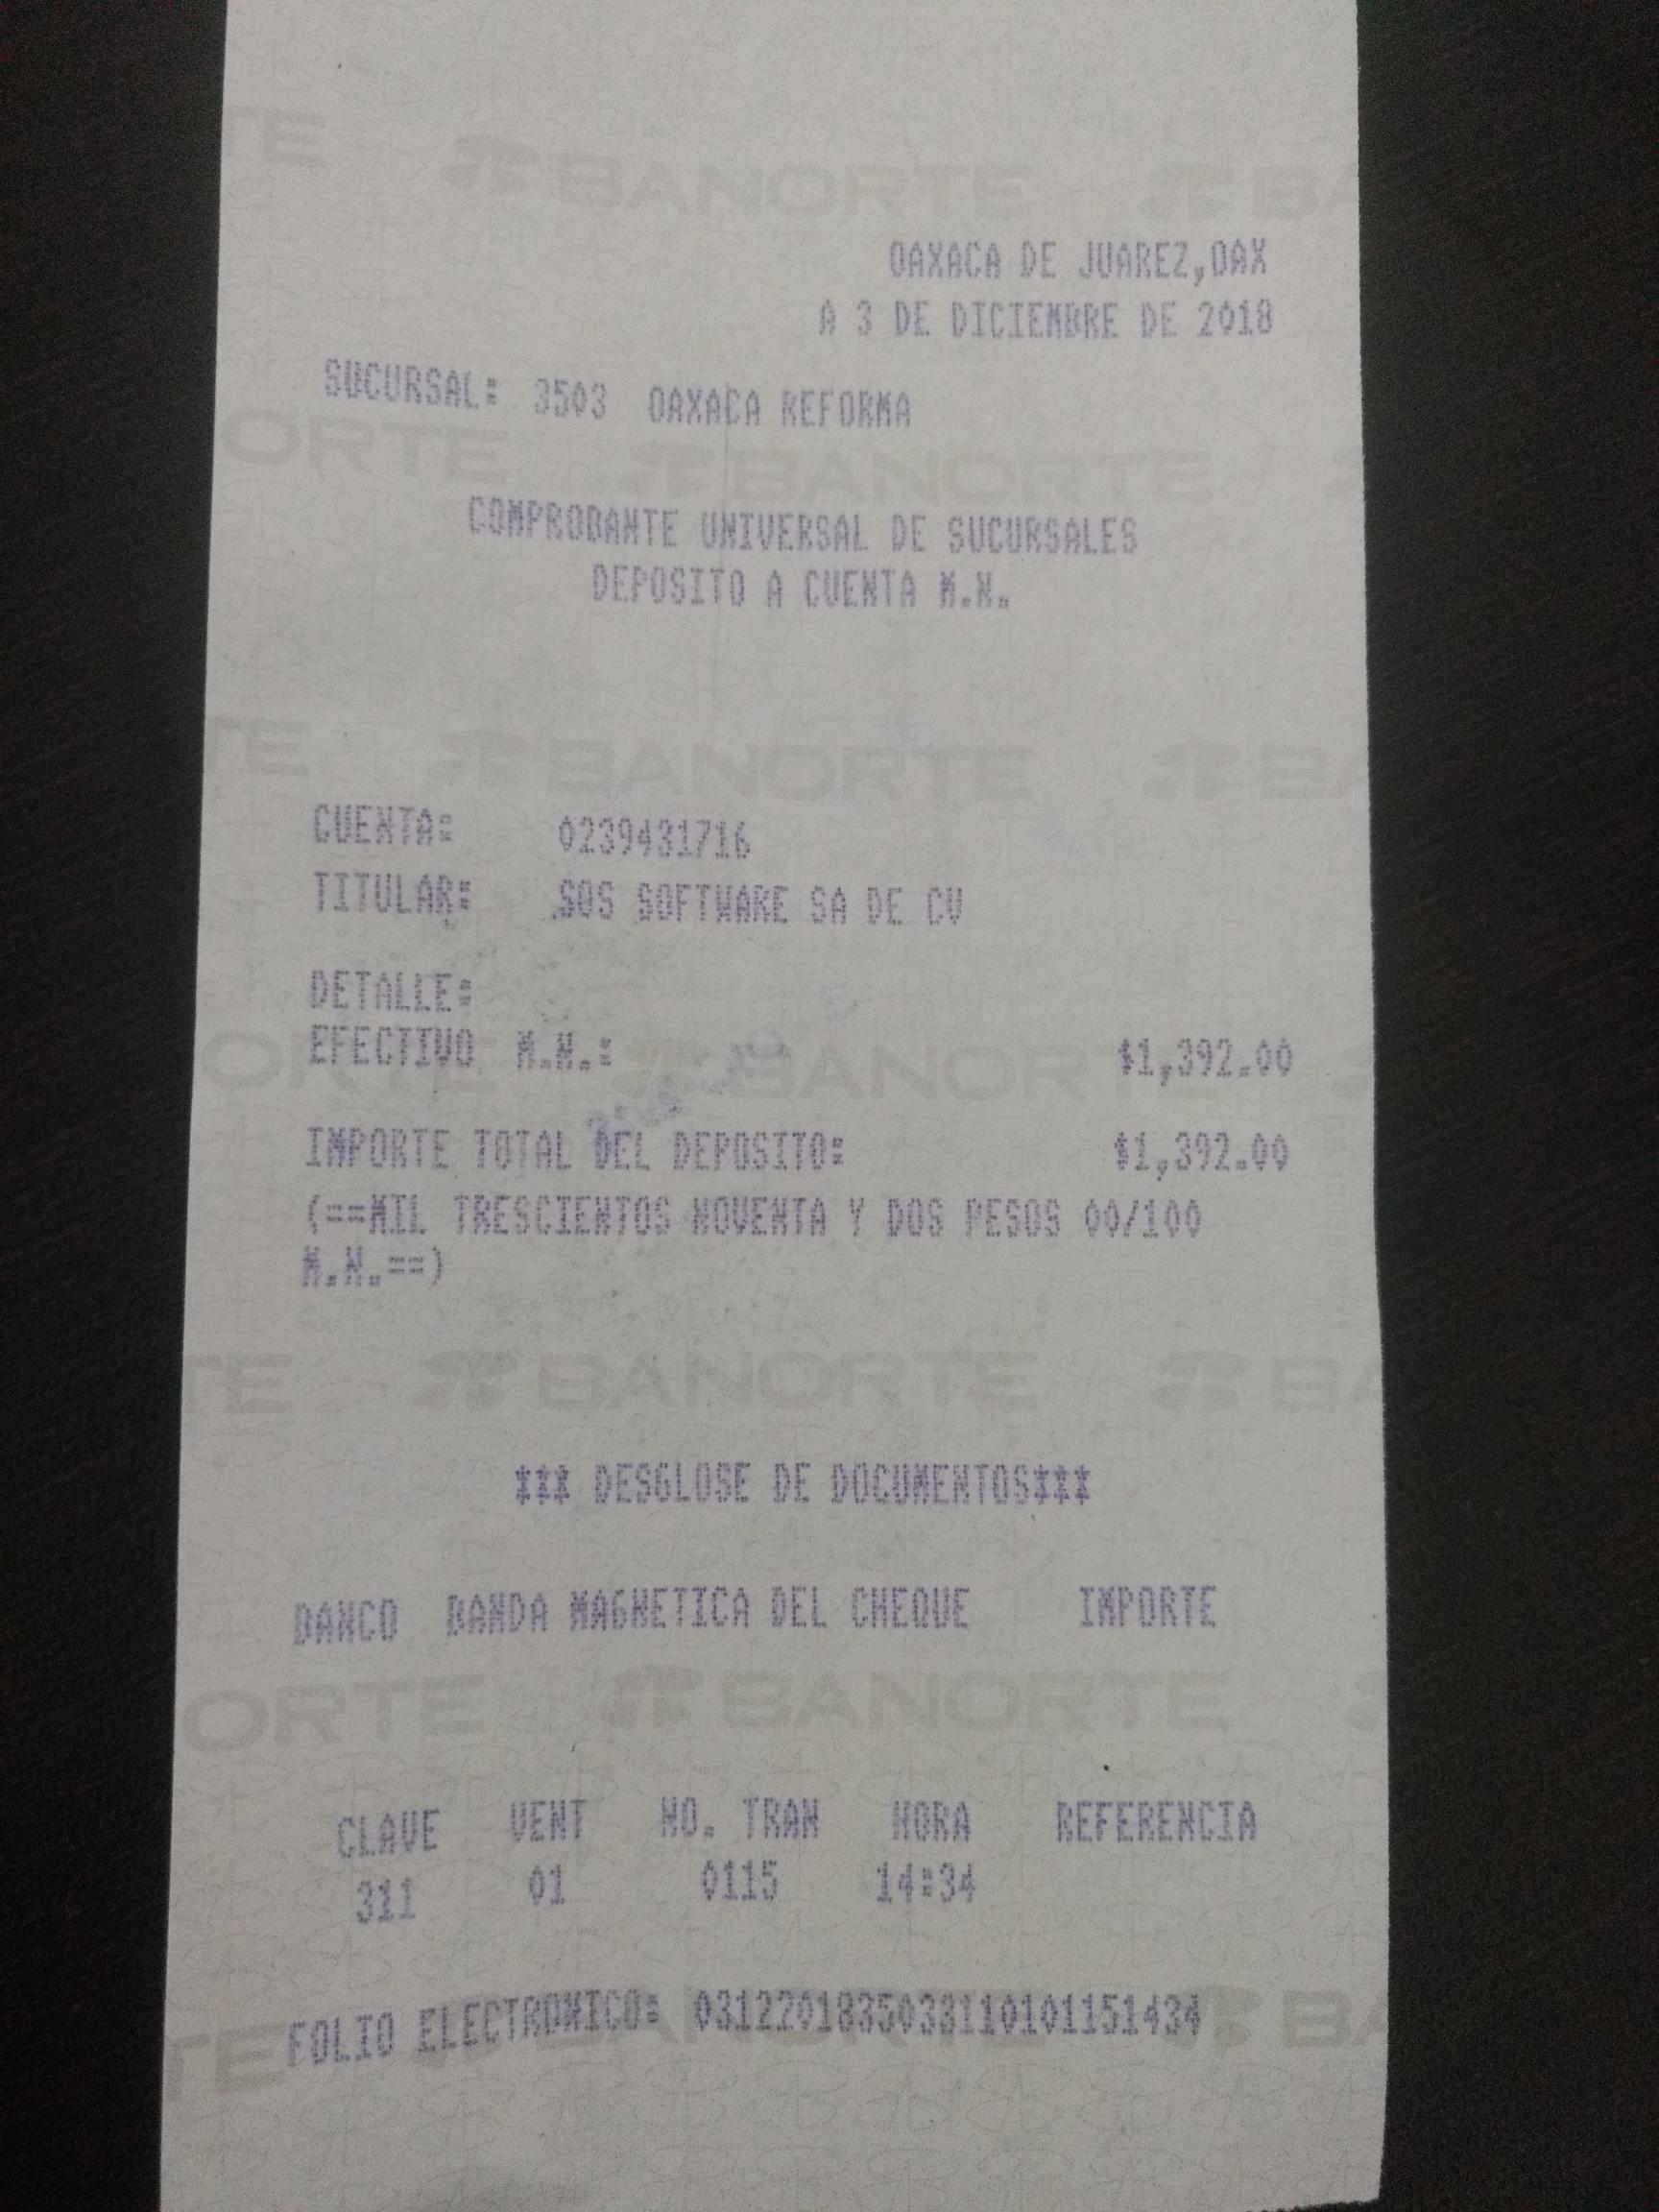 BANORTE
OAXACA DE JUAREZ,OAX
A 3 DE DICIEMBRE DE 2018
SUCURSAL: 3503 OAXACA REFORMA
COMPROBANTE UNIVERSAL DE SUCURSALES
DEPOSITO A CUENTA M.N.
CUENTA: 0239431716
TITULAR: SOS SOFTWARE SA DE CV
DETALLE:
EFECTIVO M.N.: $1,392.00
IMPORTE TOTAL DEL DEPOSITO: $1,392.00
(==MIL TRESCIENTOS NOVENTA Y DOS PESOS 00/100
M.N.==)
*** DESGLOSE DE DOCUMENTOS***
BANCO BANDA MAGNETICA DEL CHEQUE IMPORTE
CLAVE VENT NO. TRAN HORA REFERENCIA
311 01 0115 14:34
FOLIO ELECTRONICO: 0312201835033110101151434